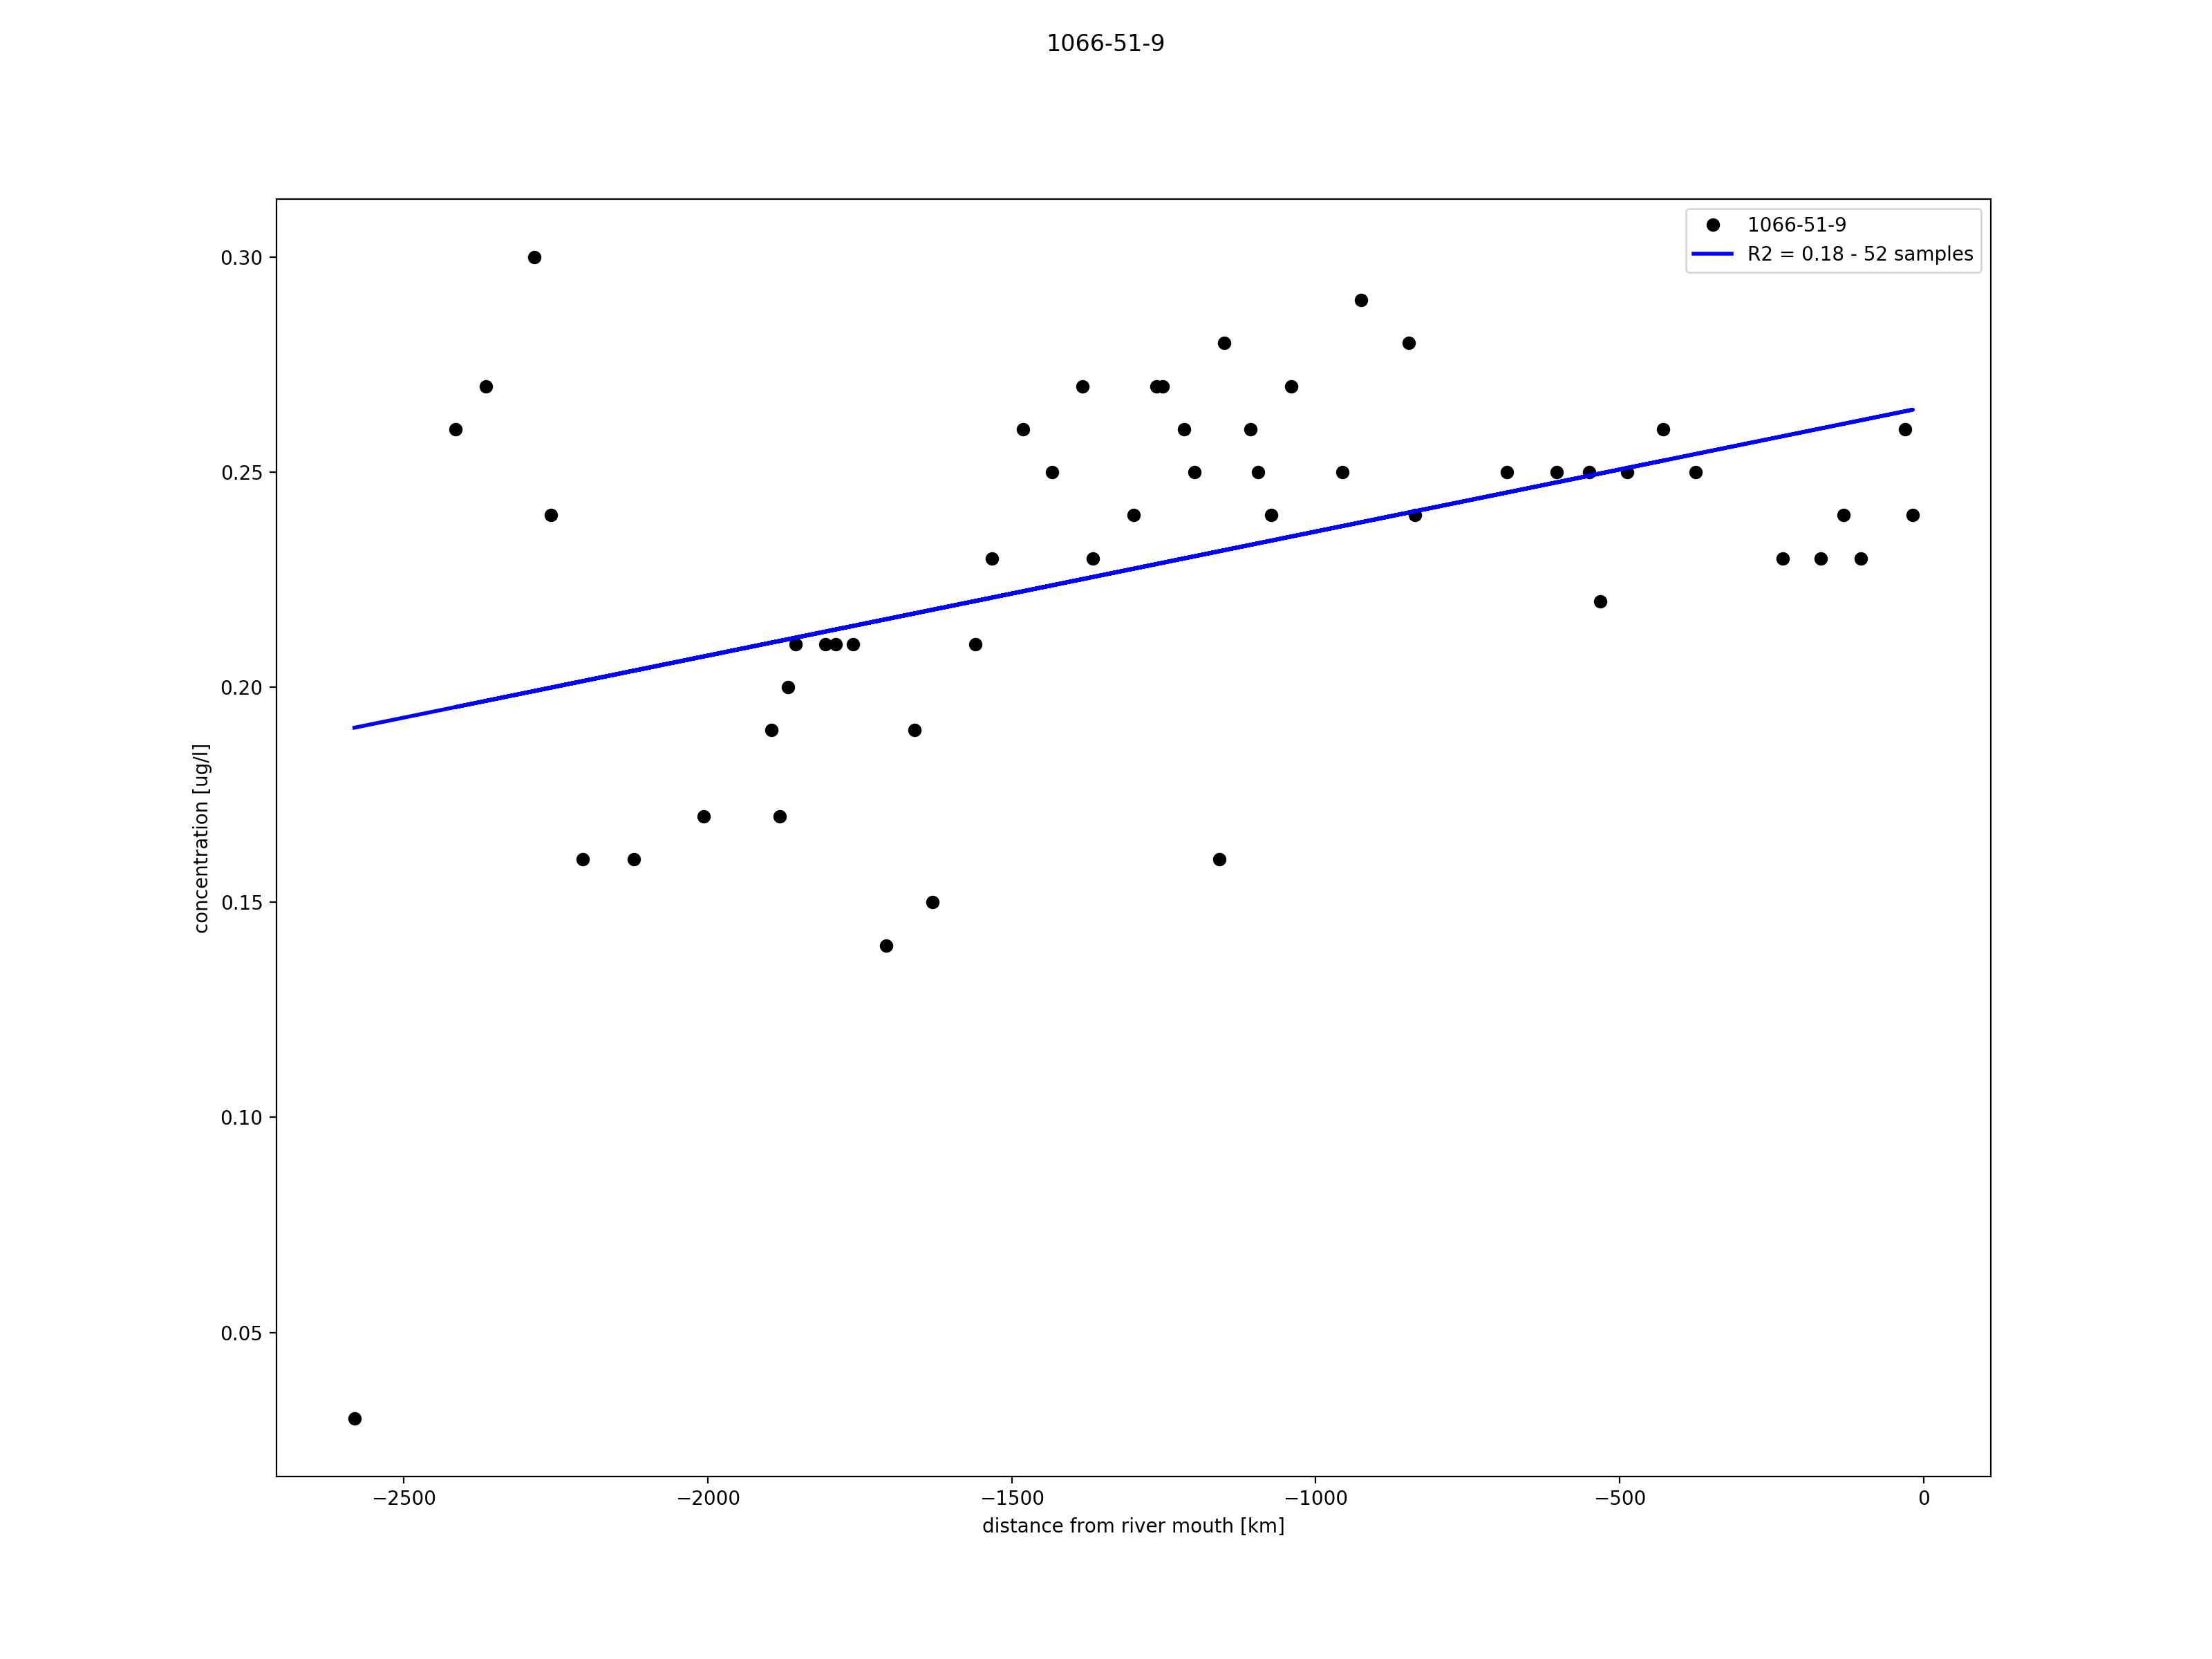 1066-51-9
1066-51-9
R2 = 0.18 - 52 samples
0.30
0.25
0.20
0.15
0.10
0.05
concentration [ug/l]
−2500 −2000 −1500 −1000 −500 0
distance from river mouth [km]